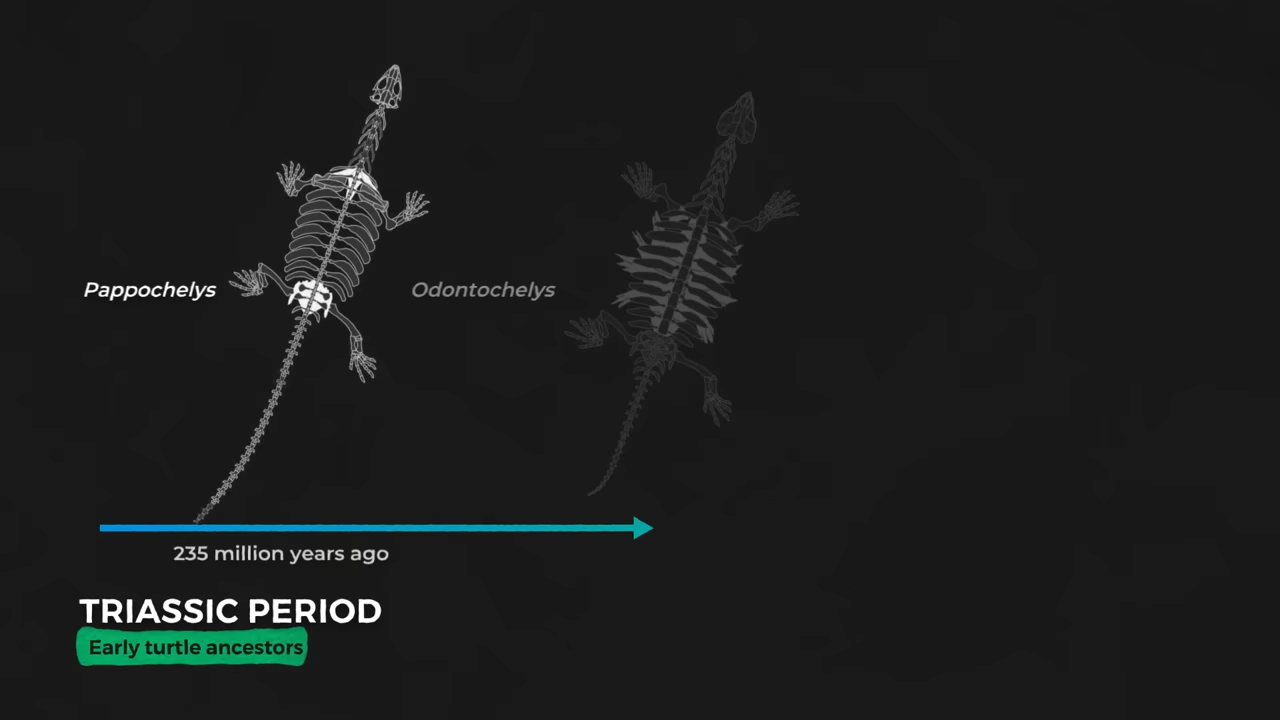 Pappochelys
Odontochelys
235 million years ago
TRIASSIC PERIOD
Early turtle ancestors